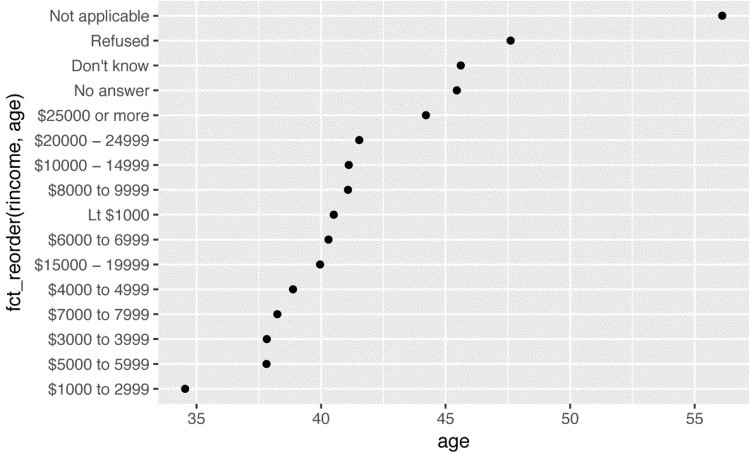 Not applicable
Refused
Don't know
No answer
$25000 or more
$20000 − 24999
$10000 − 14999
$8000 to 9999
Lt $1000
$6000 to 6999
$15000 − 19999
$4000 to 4999
$7000 to 7999
$3000 to 3999
$5000 to 5999
$1000 to 2999
fct_reorder(rincome, age)
35 40 45 50 55
age